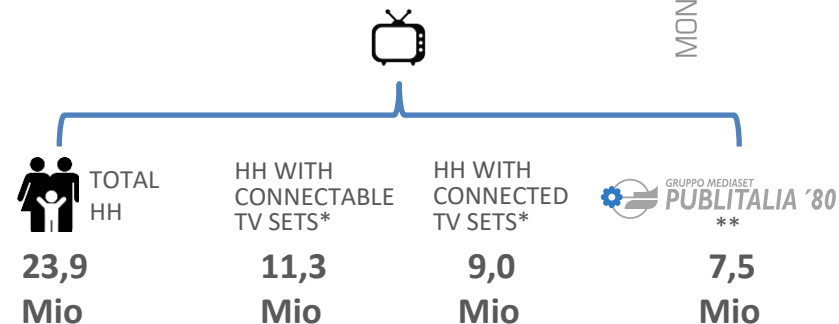 MON
TOTAL
HH
HH WITH
CONNECTABLE
TV SETS*
HH WITH
CONNECTED
TV SETS*
GRUPPO MEDIASET
PUBLITALIA ´80
**
23,9
Mio
11,3
Mio
9,0
Mio
7,5
Mio